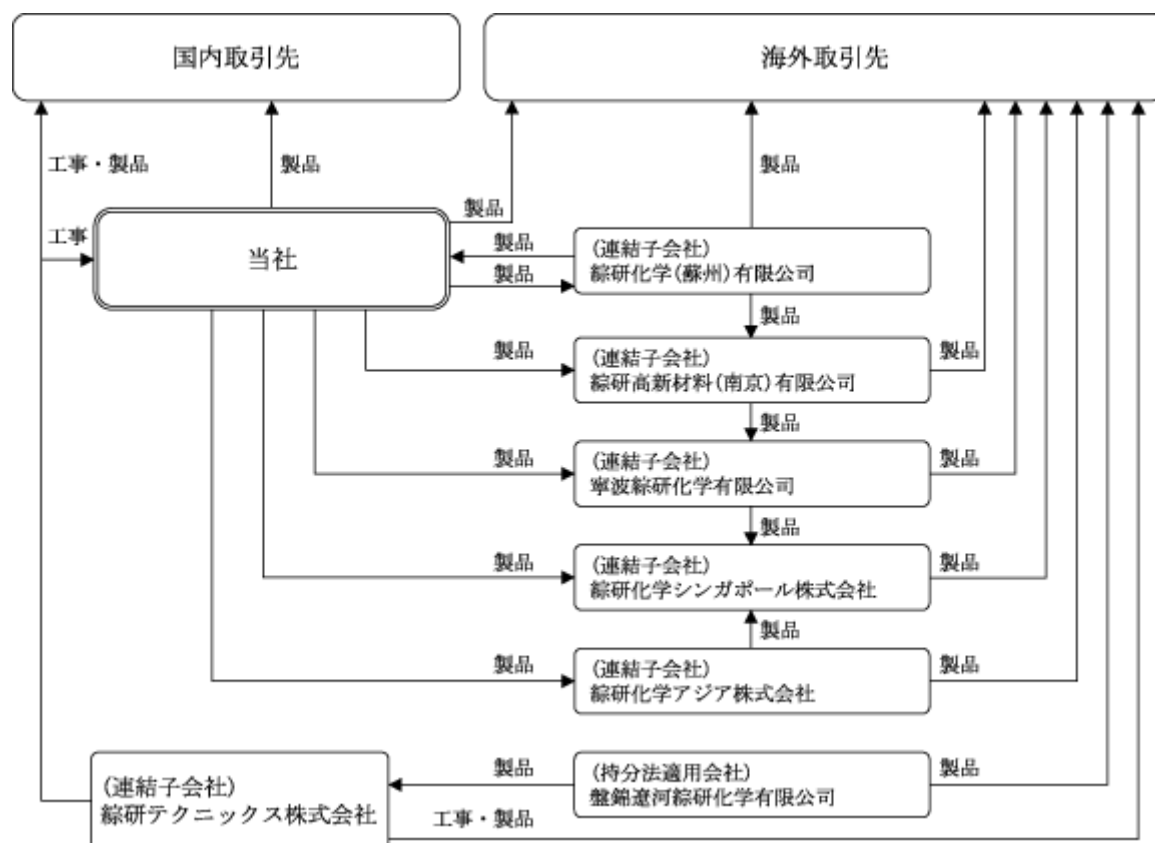 国内取引先
海外取引先
工事・製品
製品
製品
製品
工事
当社
製品
製品
(連結子会社)
綜研化学(蘇州)有限公司
製品
製品
(連結子会社)
綜研高新材料(南京)有限公司
製品
製品
製品
(連結子会社)
寧波綜研化学有限公司
製品
製品
製品
(連結子会社)
綜研化学シンガポール株式会社
製品
製品
製品
(連結子会社)
綜研化学アジア株式会社
製品
(連結子会社)
綜研テクニックス株式会社
製品
(持分法適用会社)
盤錦遼河綜研化学有限公司
製品
工事・製品